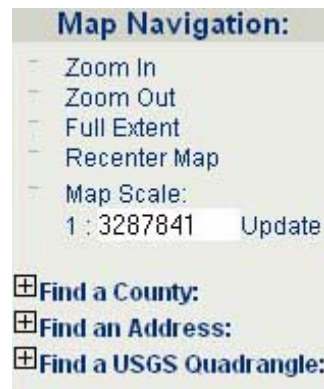 Map Navigation:
Zoom In
Zoom Out
Full Extent
Recenter Map
Map Scale:
1 : 3287841 Update
Find a County:
Find an Address:
Find a USGS Quadrangle: